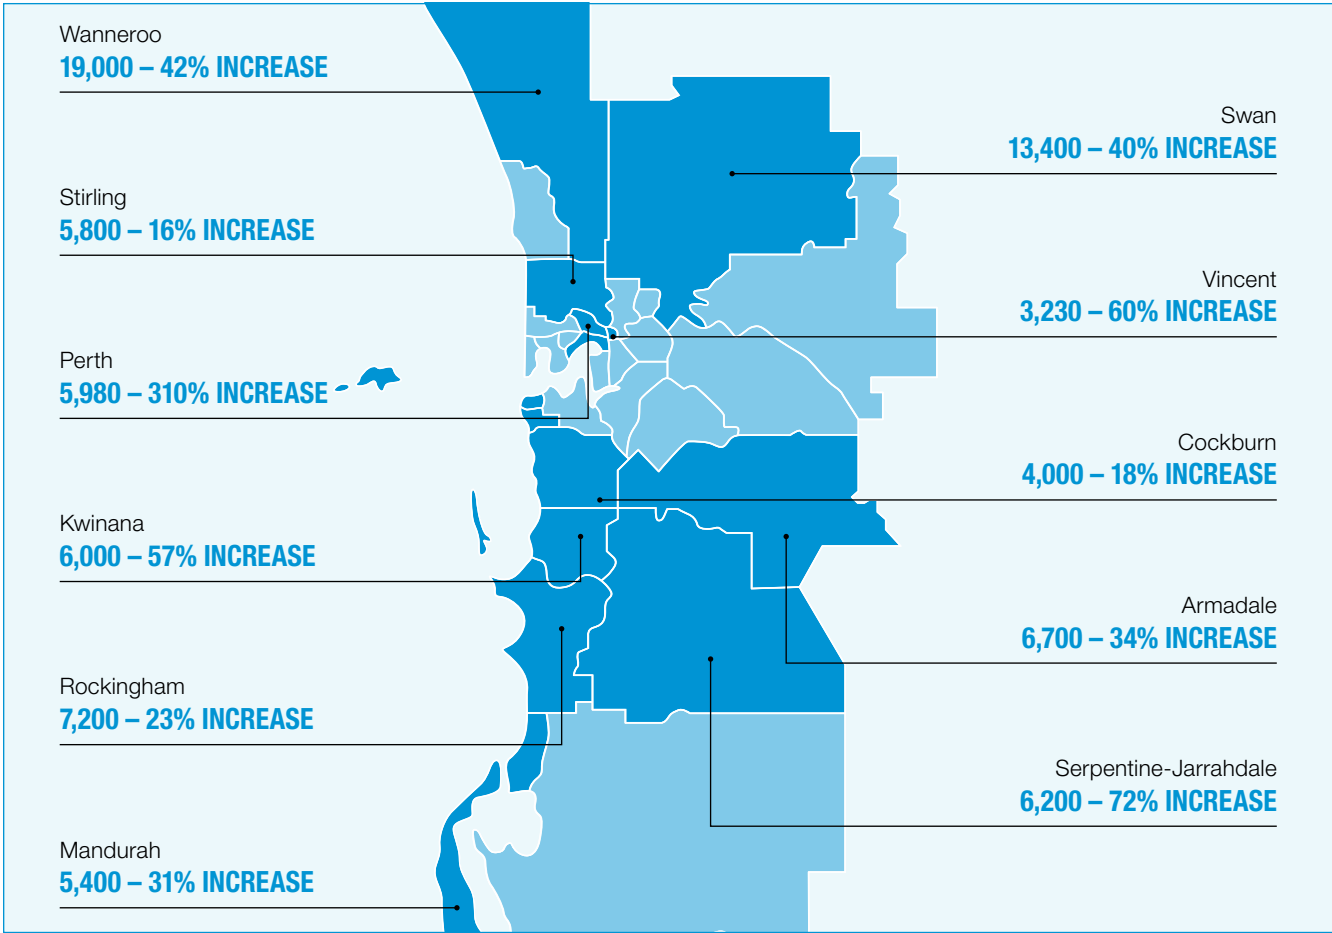 Wanneroo
19,000 – 42% INCREASE
Stirling
5,800 – 16% INCREASE
Perth
5,980 – 310% INCREASE
Kwinana
6,000 – 57% INCREASE
Rockingham
7,200 – 23% INCREASE
Mandurah
5,400 – 31% INCREASE
Swan
13,400 – 40% INCREASE
Vincent
3,230 – 60% INCREASE
Cockburn
4,000 – 18% INCREASE
Armadale
6,700 – 34% INCREASE
Serpentine-Jarrahdale
6,200 – 72% INCREASE